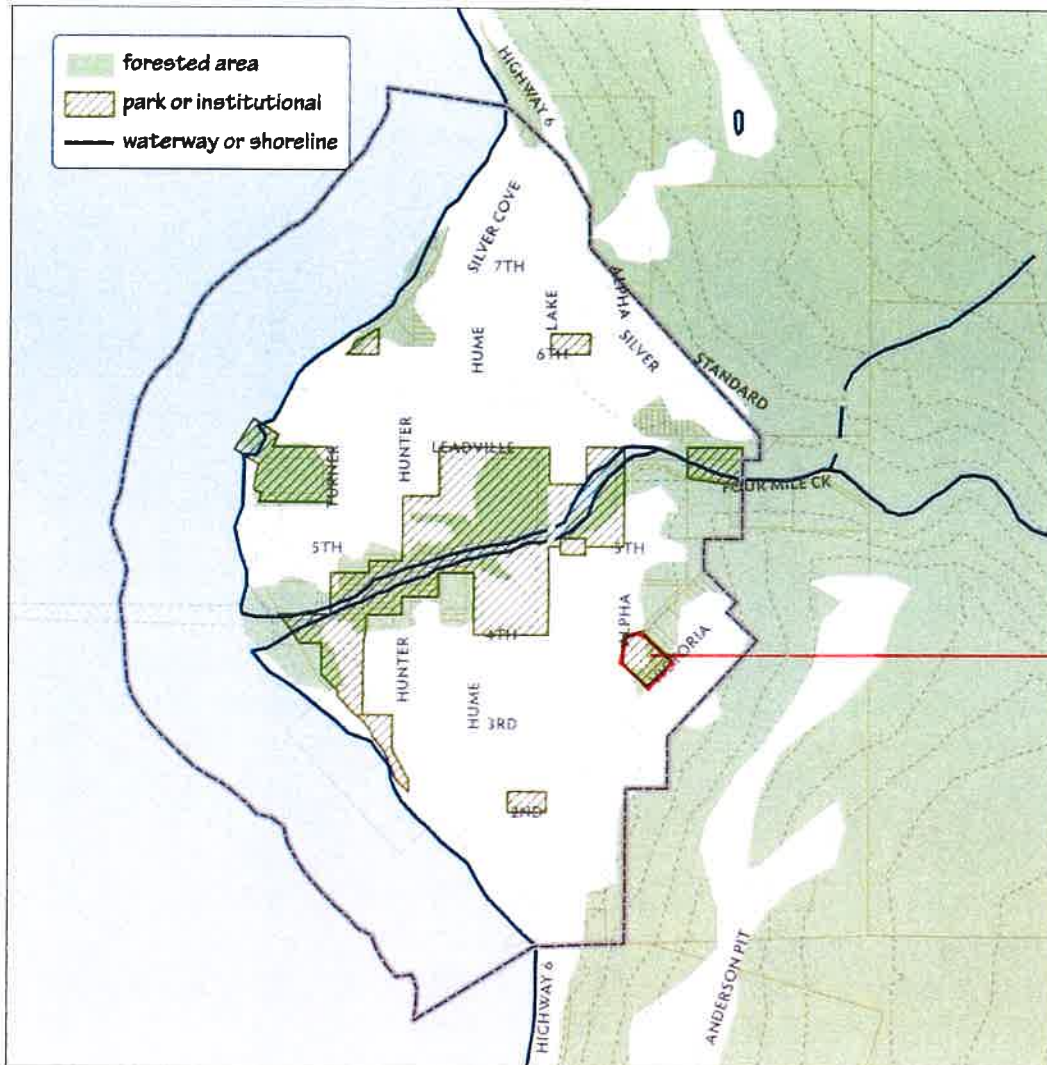 forested area
park or institutional
waterway or shoreline
HIGHWAY 6
SILVER COVE
7TH
ALPHA
LAKE
SILVER
HUME
6TH
STANDARD
HUNTER
LEADVILLE
TURNER
FOUR MILE CK
5TH
5TH
ALPHA
4TH
HUNTER
HUME
3RD
2ND
HIGHWAY 6
ANDERSON PIT